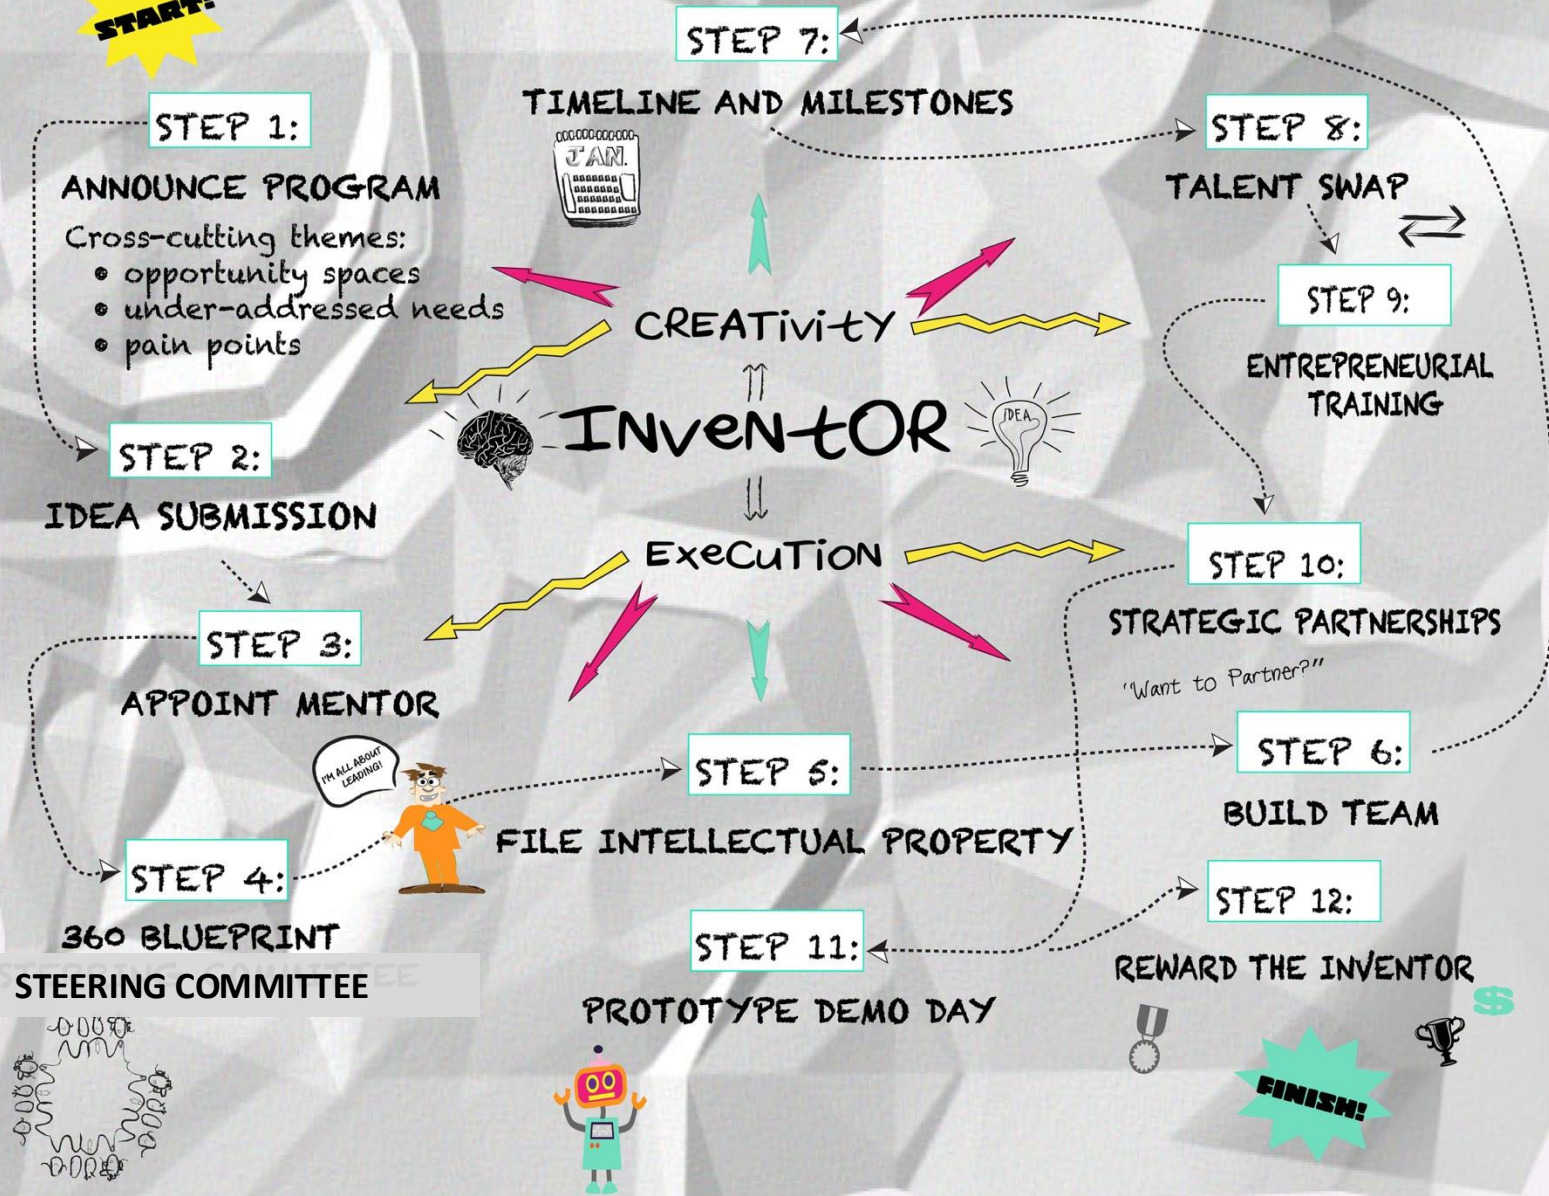 START!
STEP 1:
ANNOUNCE PROGRAM
Cross-cutting themes:
• opportunity spaces
• under-addressed needs
• pain points
STEP 2:
IDEA SUBMISSION
STEP 3:
APPOINT MENTOR
I'M ALL ABOUT
LEADING!
STEP 4:
360 BLUEPRINT
STEERING COMMITTEE
STEP 5:
FILE INTELLECTUAL PROPERTY
STEP 6:
BUILD TEAM
STEP 7:
TIMELINE AND MILESTONES
JAN.
STEP 8:
TALENT SWAP
STEP 9:
ENTREPRENEURIAL
TRAINING
STEP 10:
STRATEGIC PARTNERSHIPS
"Want to Partner?"
STEP 11:
PROTOTYPE DEMO DAY
STEP 12:
REWARD THE INVENTOR
$
FINISH!
CREATiviTY
INveNtOR
iDEA
ExeCuTioN